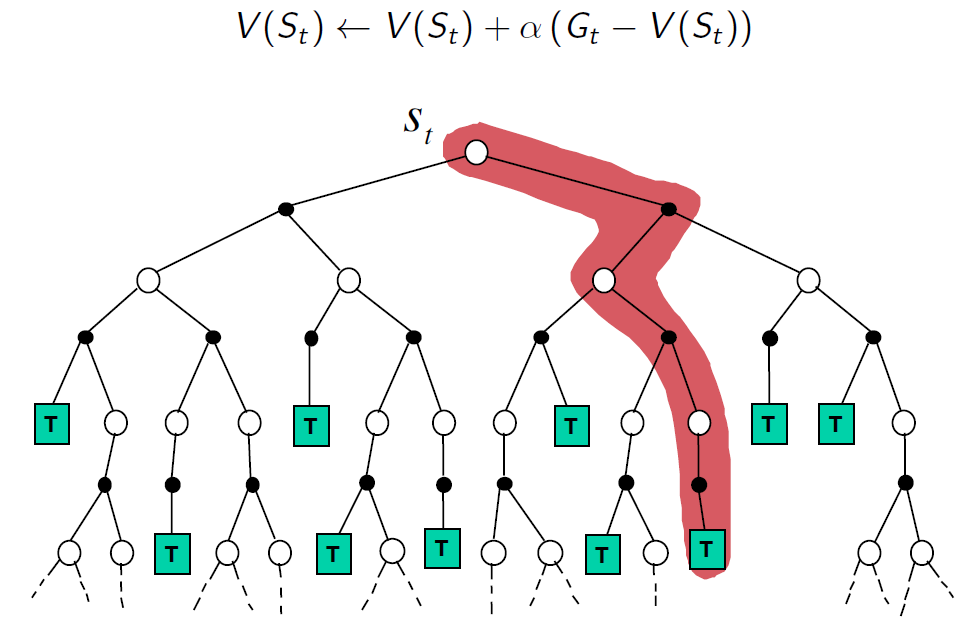 V(S_t) ← V(S_t) + α (G_t − V(S_t))
S_t
T T T T T
T T T T T